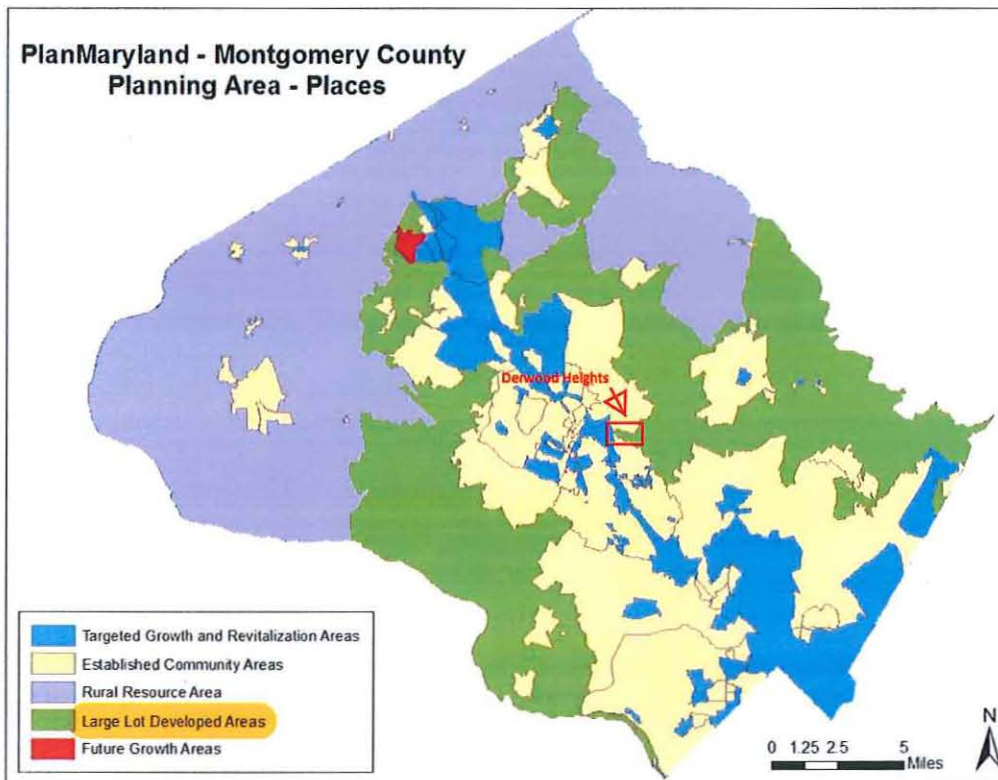 PlanMaryland - Montgomery County
Planning Area - Places
Derwood Heights
Targeted Growth and Revitalization Areas
Established Community Areas
Rural Resource Area
Large Lot Developed Areas
Future Growth Areas
N
0 1.25 2.5 5
Miles